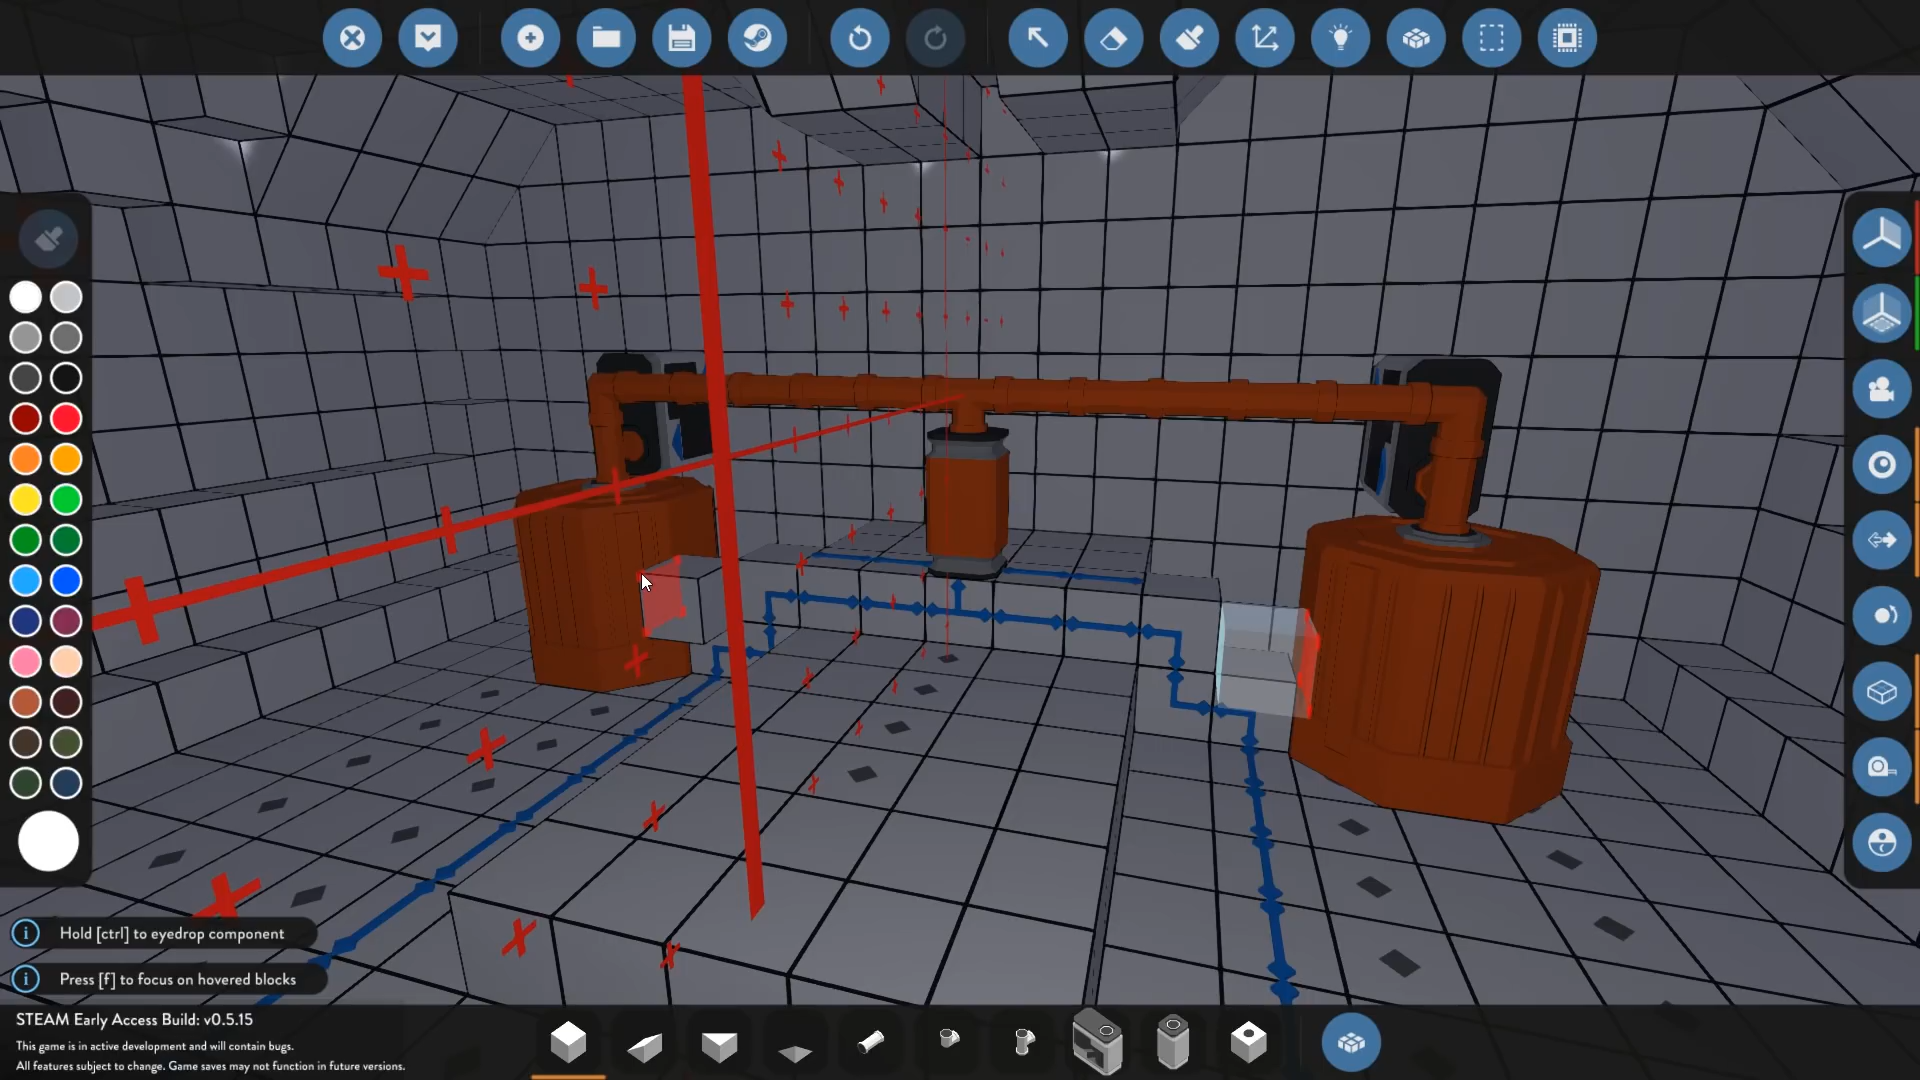 Hold [ctrl] to eyedrop component
Press [f] to focus on hovered blocks
STEAM Early Access Build: v0.5.15
This game is in active development and will contain bugs.
All features subject to change. Game saves may not function in future versions.